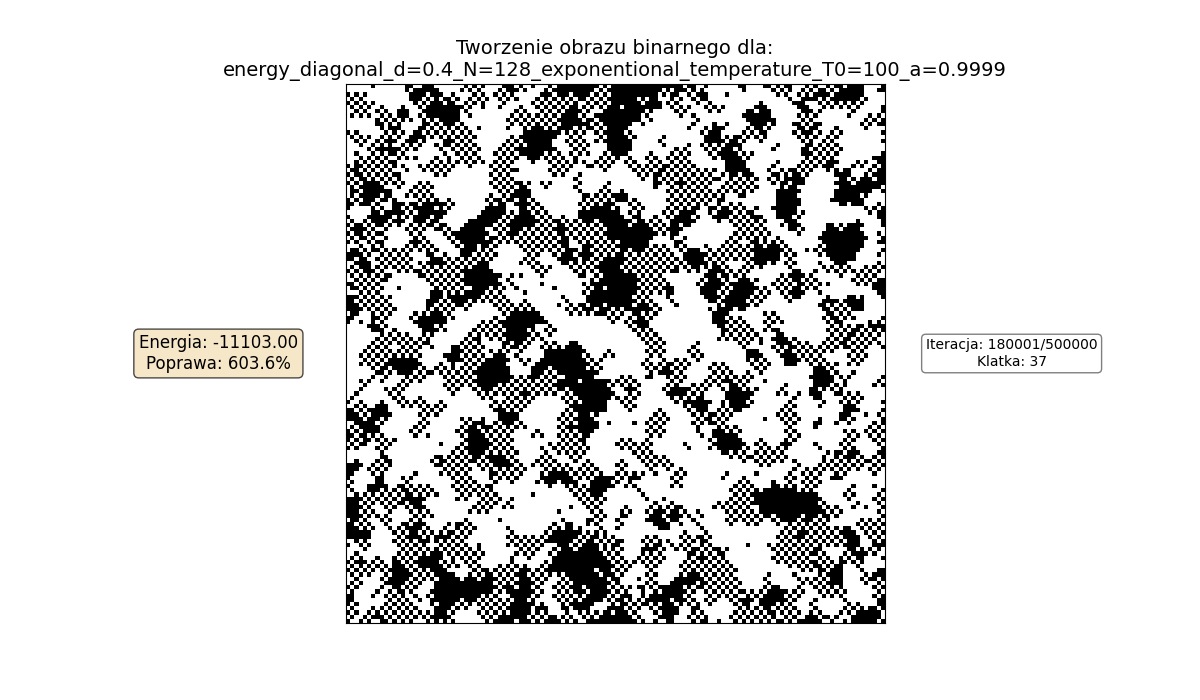 Tworzenie obrazu binarnego dla:
energy_diagonal_d=0.4_N=128_exponentional_temperature_T0=100_a=0.9999
Energia: -11103.00
Poprawa: 603.6%
Iteracja: 180001/500000
Klatka: 37